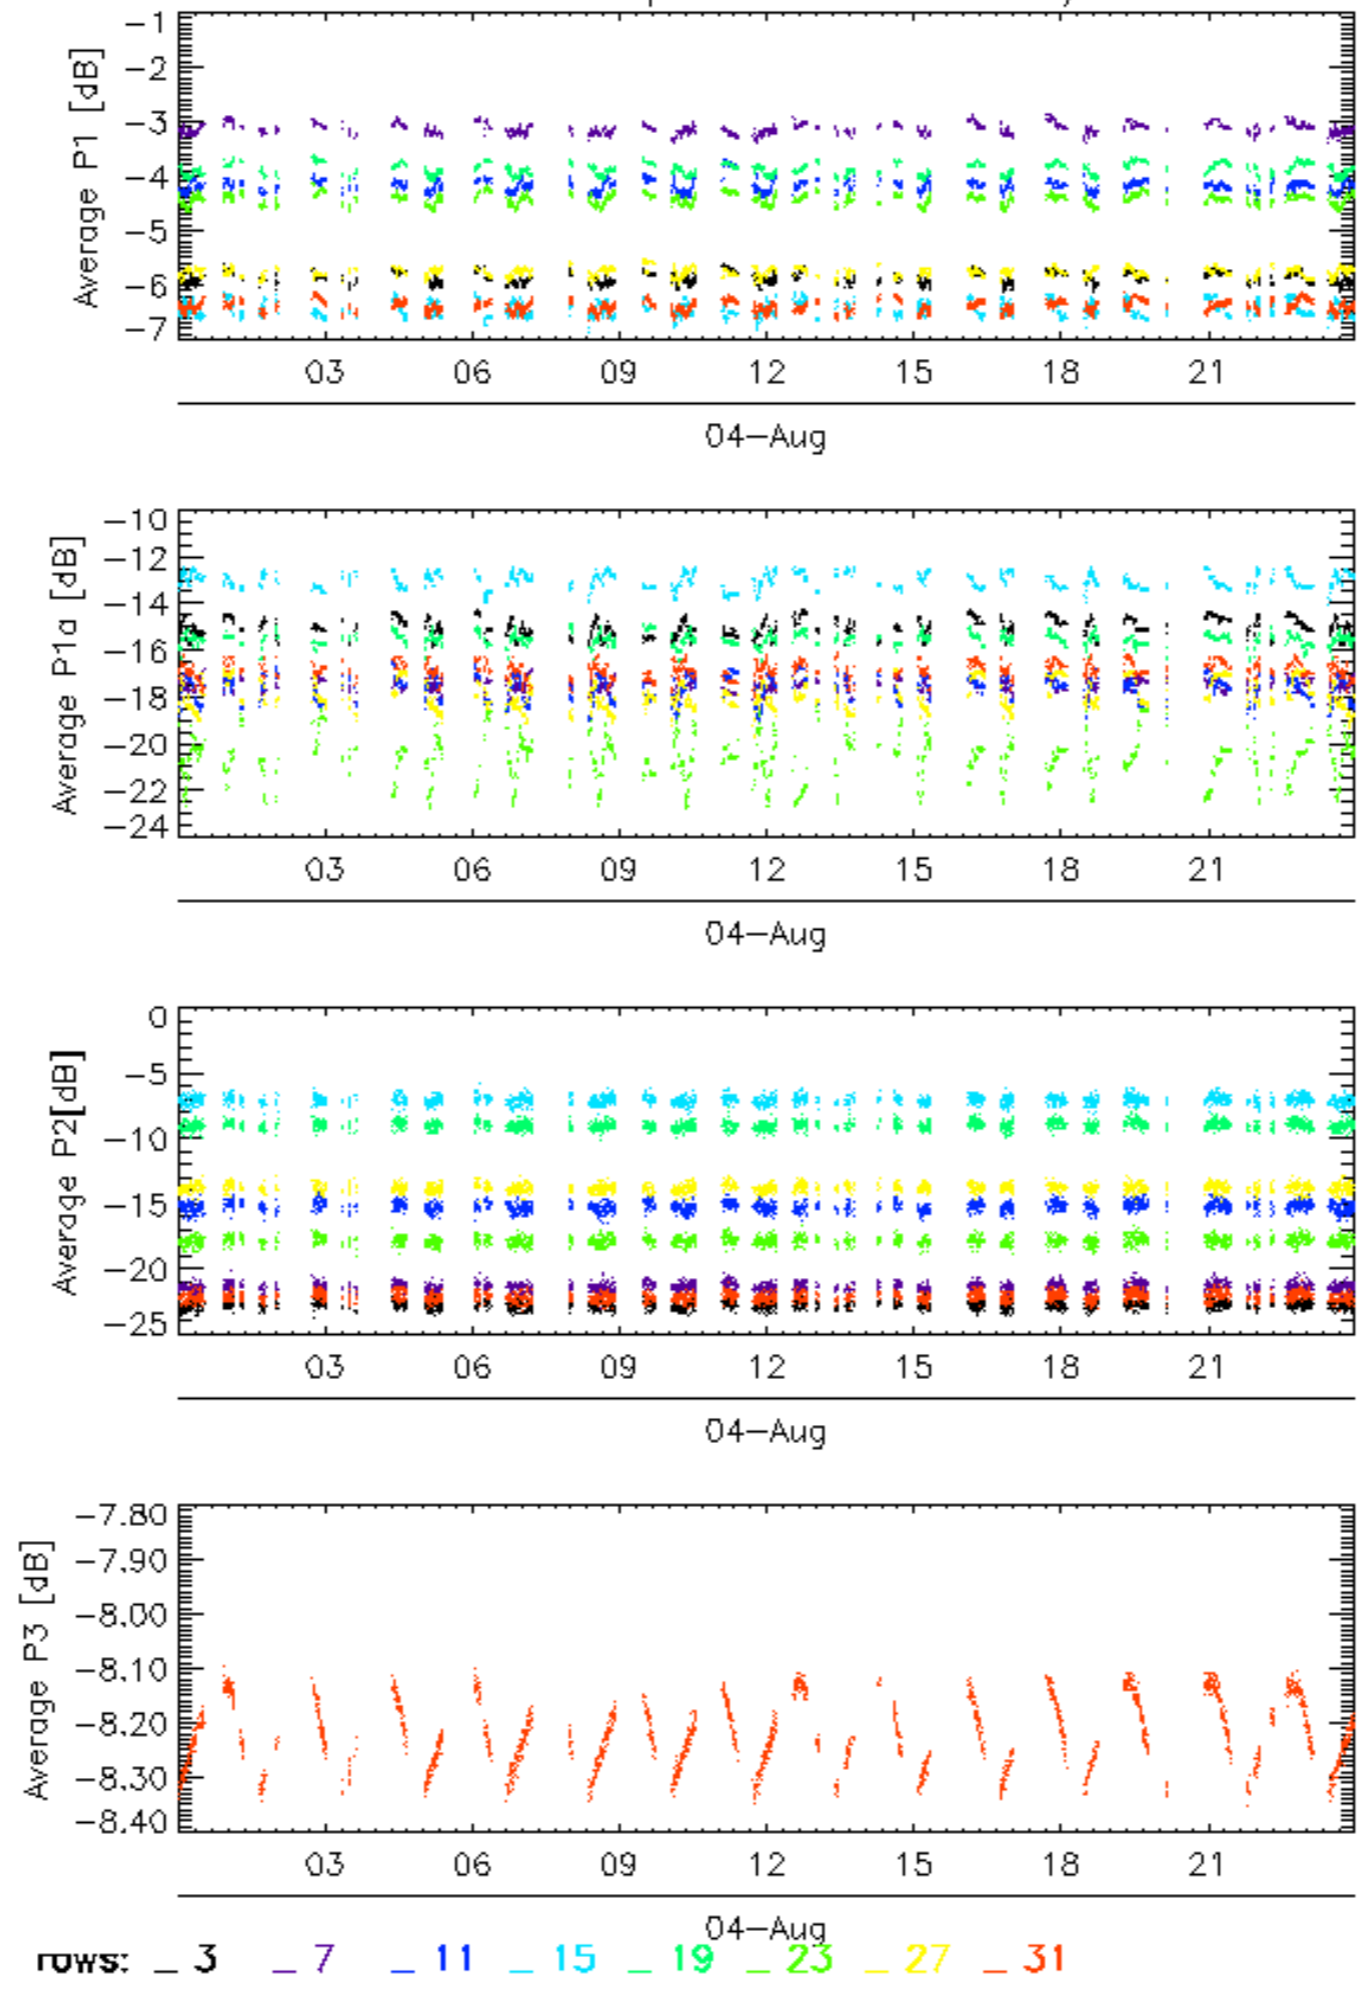 Average P1 [dB]
-1
-2
-3
-4
-5
-6
-7
03 06 09 12 15 18 21
04-Aug
Average P1a [dB]
-10
-12
-14
-16
-18
-20
-22
-24
03 06 09 12 15 18 21
04-Aug
Average P2[dB]
0
-5
-10
-15
-20
-25
03 06 09 12 15 18 21
04-Aug
Average P3 [dB]
-7.80
-7.90
-8.00
-8.10
-8.20
-8.30
-8.40
03 06 09 12 15 18 21
04-Aug
rows: _ 3 _ 7 _ 11 _ 15 _ 19 _ 23 _ 27 _ 31